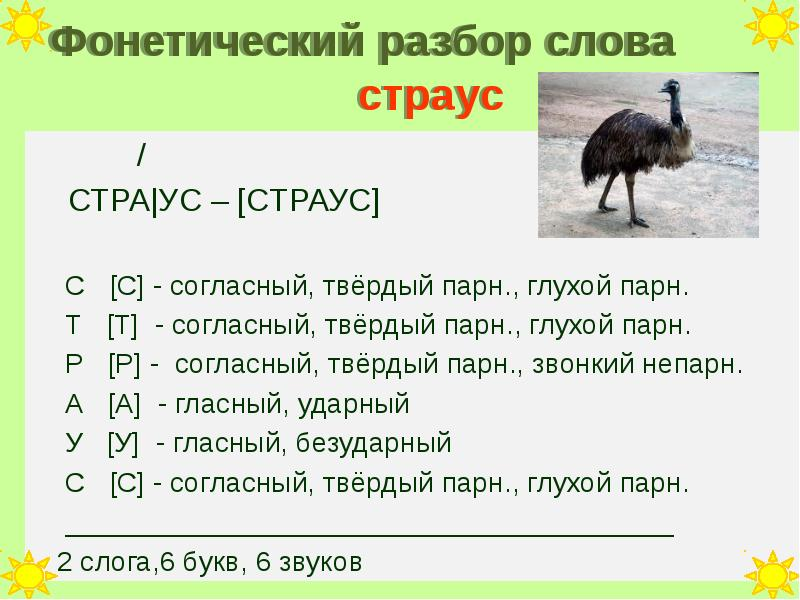 Фонетический разбор слова
страус
/
СТРА|УС – [СТРАУС]
С [С] - согласный, твёрдый парн., глухой парн.
Т [Т] - согласный, твёрдый парн., глухой парн.
Р [Р] - согласный, твёрдый парн., звонкий непарн.
А [А] - гласный, ударный
У [У] - гласный, безударный
С [С] - согласный, твёрдый парн., глухой парн.
2 слога,6 букв, 6 звуков